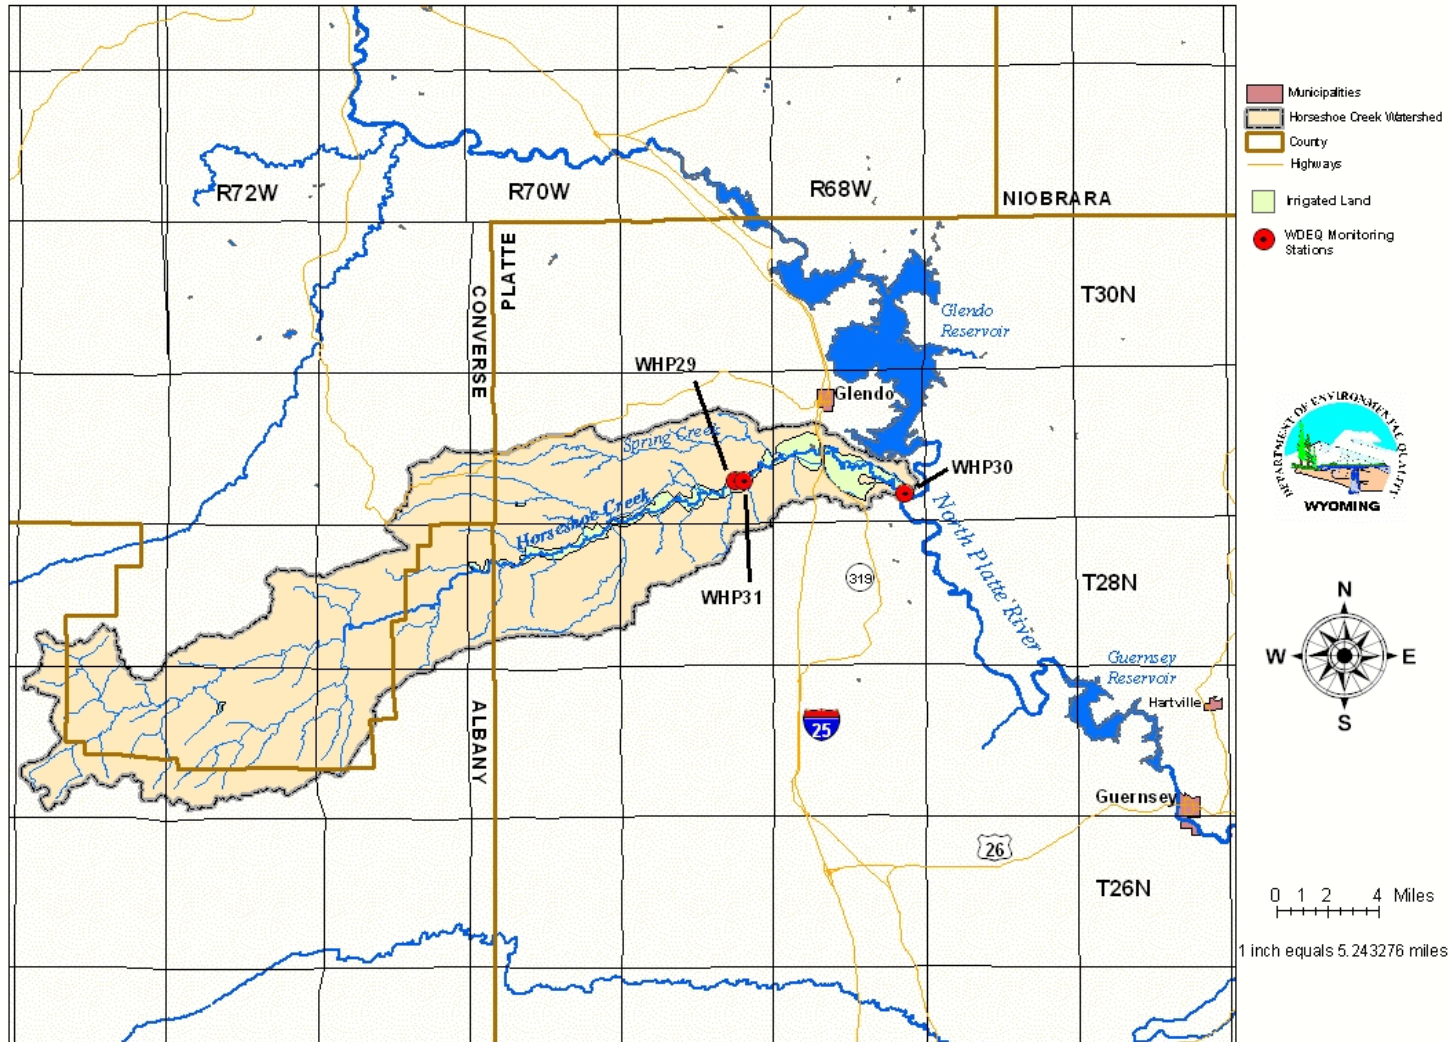 Municipalities
Horseshoe Creek Watershed
County
Highways
Irrigated Land
WDEQ Monitoring
Stations
R72W
R70W
R68W
NIOBRARA
PLATTE
CONVERSE
T30N
Glendo
Reservoir
WHP29
Glendo
Spring Creek
WHP30
Horseshoe Creek
North Platte River
WHP31
319
T28N
DEPARTMENT OF ENVIRONMENTAL QUALITY
WYOMING
N
W
E
S
Guernsey
Reservoir
Hartville
ALBANY
25
Guernsey
26
T26N
0 1 2 4 Miles
1 inch equals 5.243276 miles